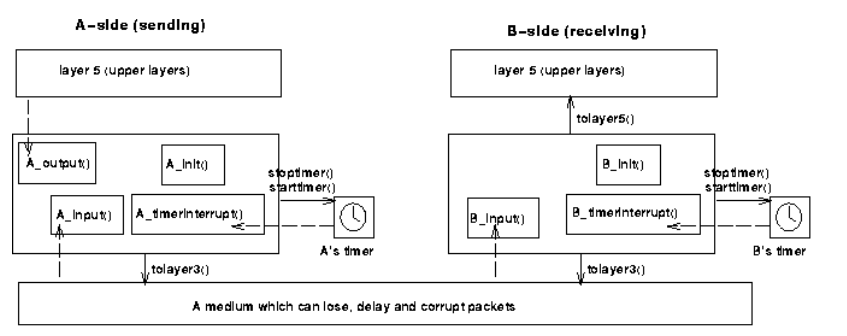 A-side (sending)
B-side (receiving)
layer 5 (upper layers)
layer 5 (upper layers)
tolayer5()
A_output()
A_init()
B_init()
stoptimer()
starttimer()
stoptimer()
starttimer()
A_input()
A_timerinterrupt()
B_input()
B_timerinterrupt()
A's timer
B's timer
tolayer3()
tolayer3()
A medium which can lose, delay and corrupt packets